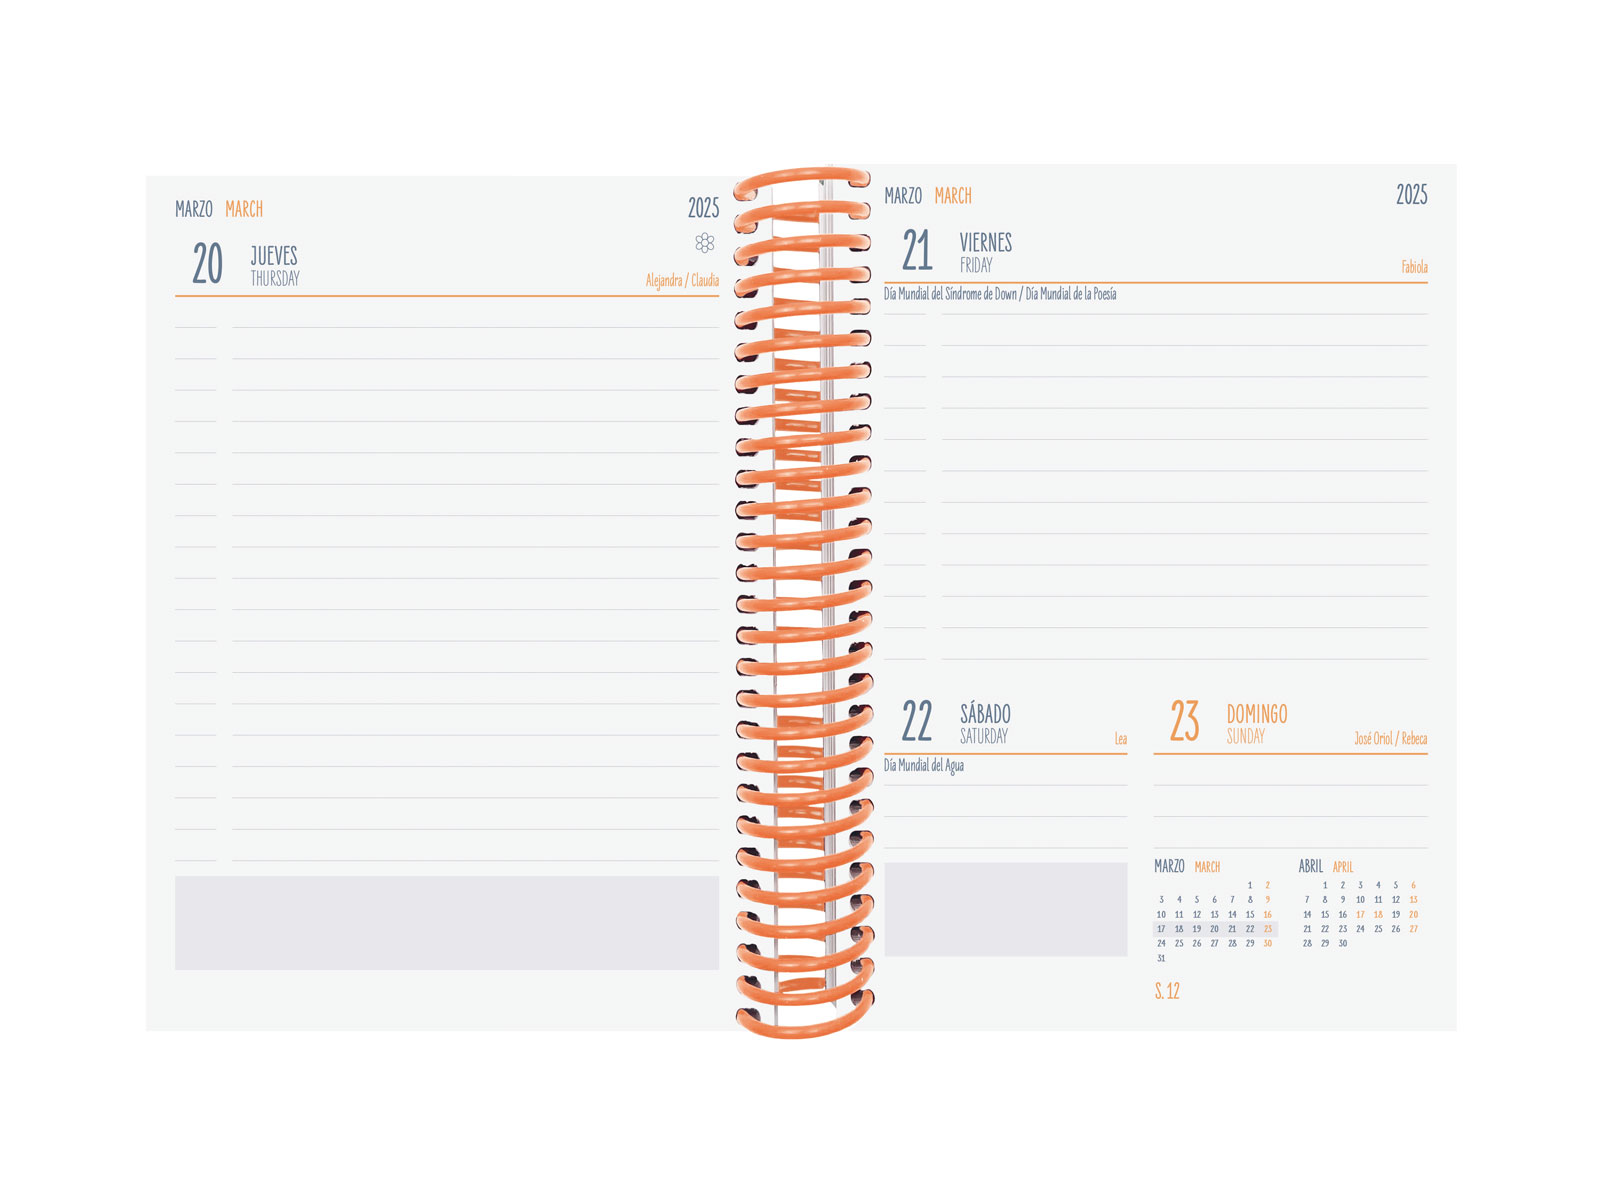 MARZO MARCH 2025
20 JUEVES
THURSDAY
Alejandra / Claudia
MARZO MARCH 2025
21 VIERNES
FRIDAY
Fabiola
Día Mundial del Síndrome de Down / Día Mundial de la Poesía
22 SÁBADO
SATURDAY
Lea
Día Mundial del Agua
23 DOMINGO
SUNDAY
José Oriol / Rebeca
MARZO MARCH
1 2
3 4 5 6 7 8 9
10 11 12 13 14 15 16
17 18 19 20 21 22 23
24 25 26 27 28 29 30
31
ABRIL APRIL
1 2 3 4 5 6
7 8 9 10 11 12 13
14 15 16 17 18 19 20
21 22 23 24 25 26 27
28 29 30
S. 12